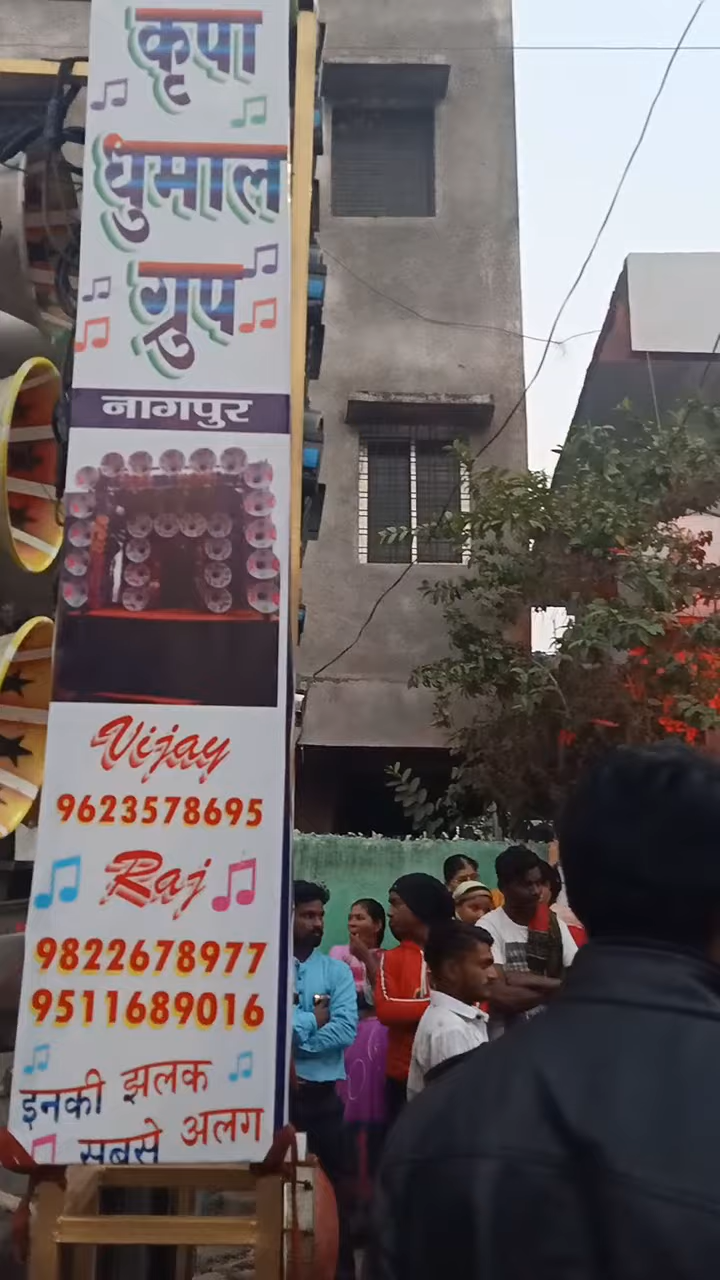 कृपा
धुमाल
ग्रुप
नागपुर
Vijay
9623578695
Raj
9822678977
9511689016
इनकी झलक
सबसे अलग